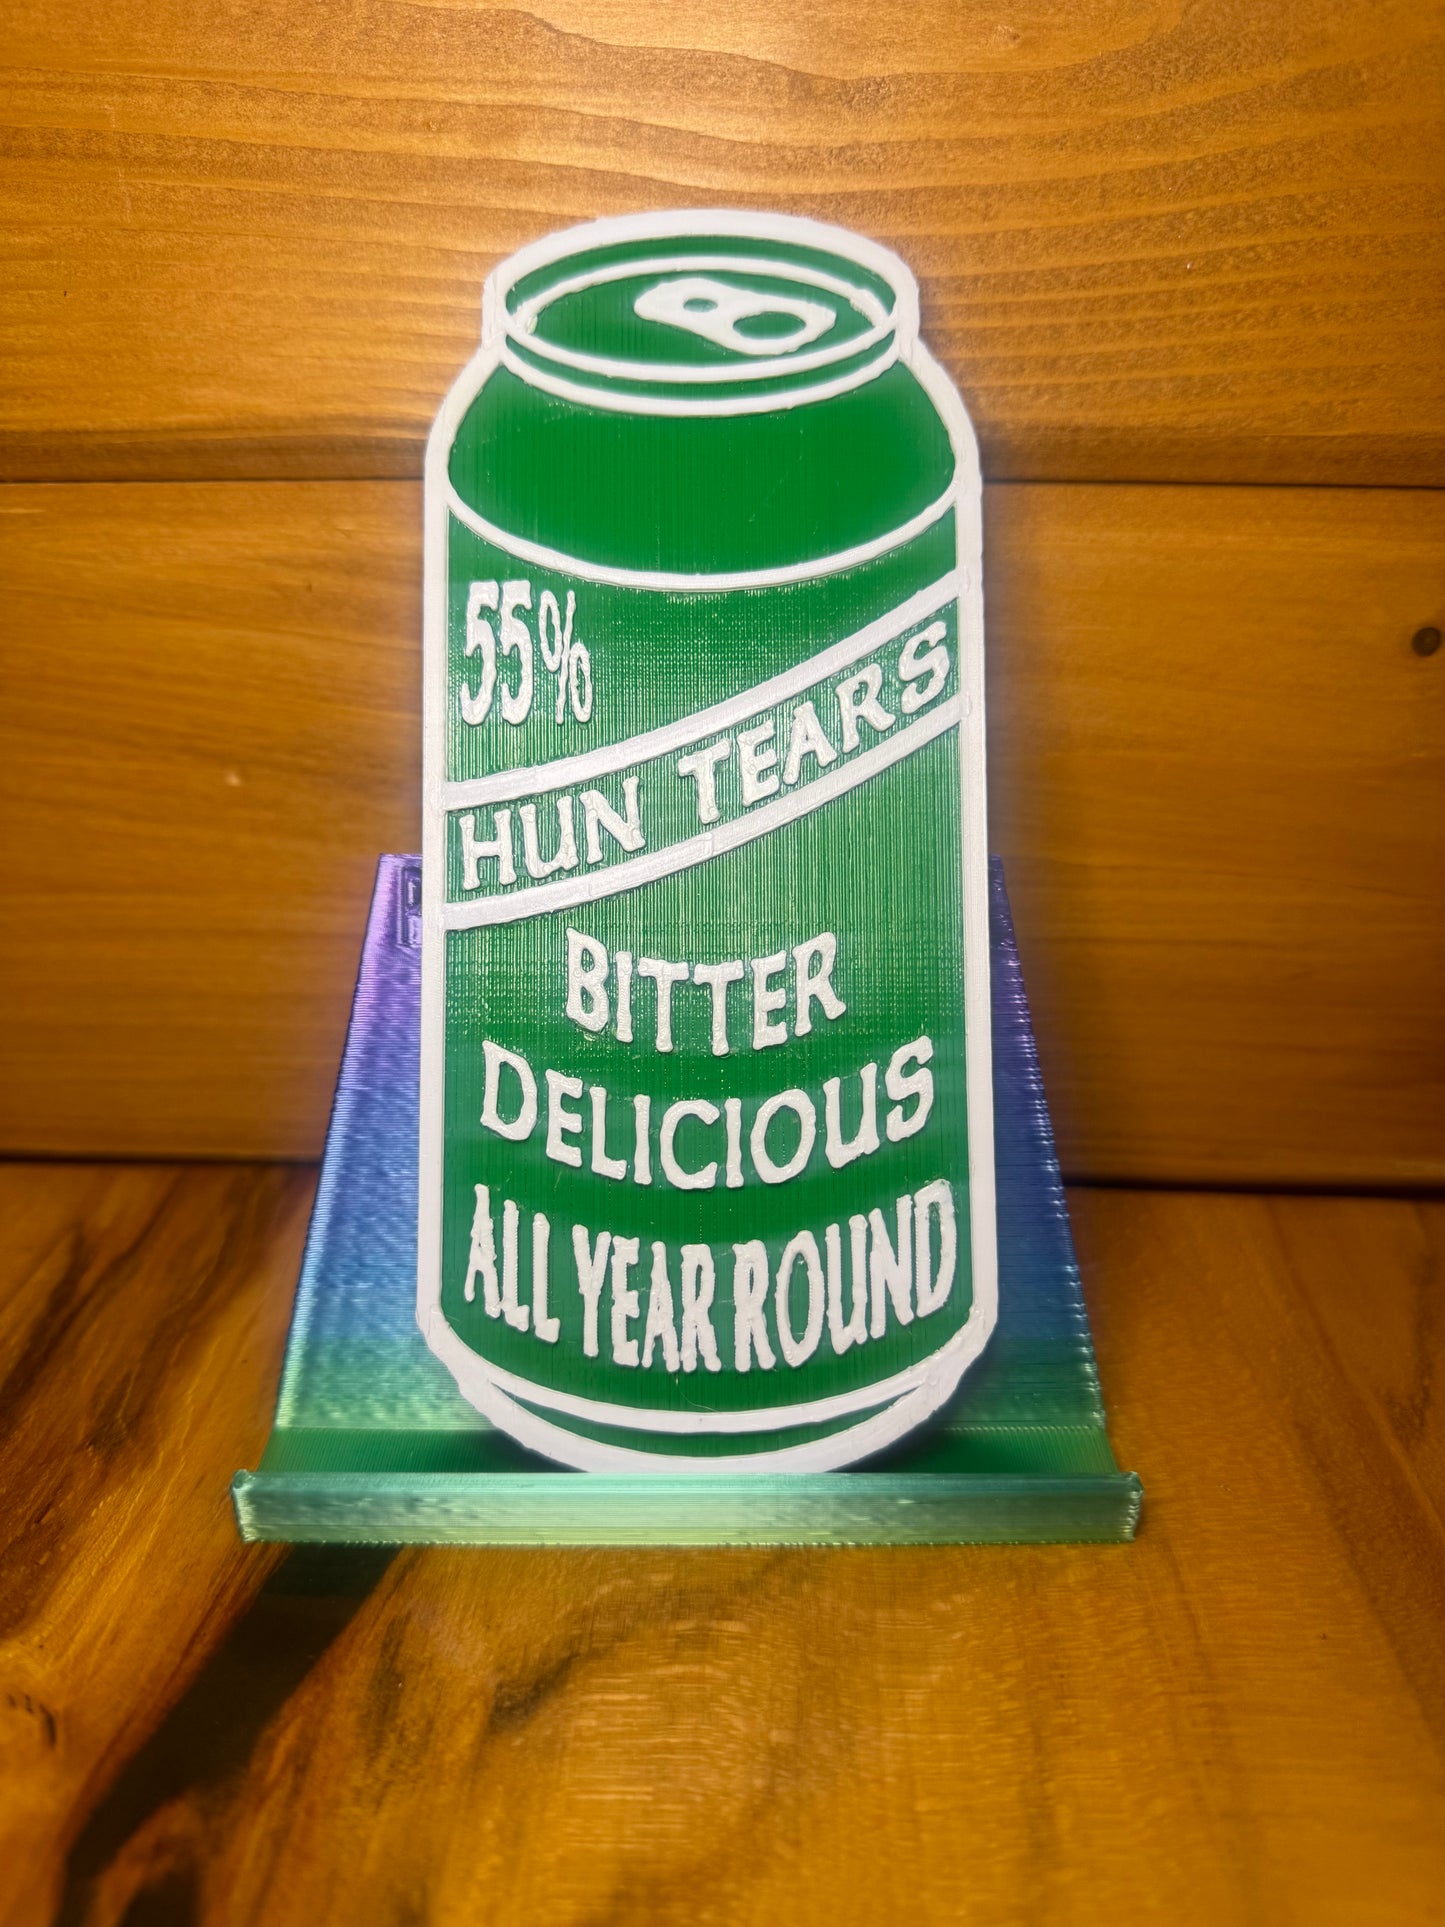 55%
HUN TEARS
BITTER
DELICIOUS
ALL YEAR ROUND